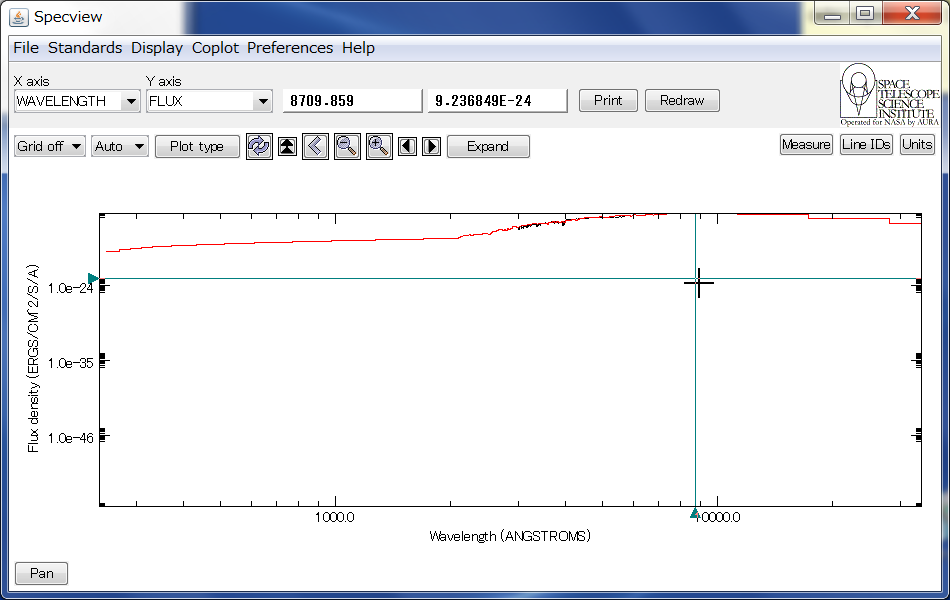 Specview
File Standards Display Coplot Preferences Help
X axis Y axis
WAVELENGTH FLUX 8709.859 9.236849E-24 Print Redraw
SPACE
TELESCOPE
SCIENCE
INSTITUTE
Operated for NASA by AURA
Grid off Auto Plot type Expand Measure Line IDs Units
Flux density (ERGS/CM^2/S/A)
1.0e-24
1.0e-35
1.0e-46
1000.0 10000.0
Wavelength (ANGSTROMS)
Pan